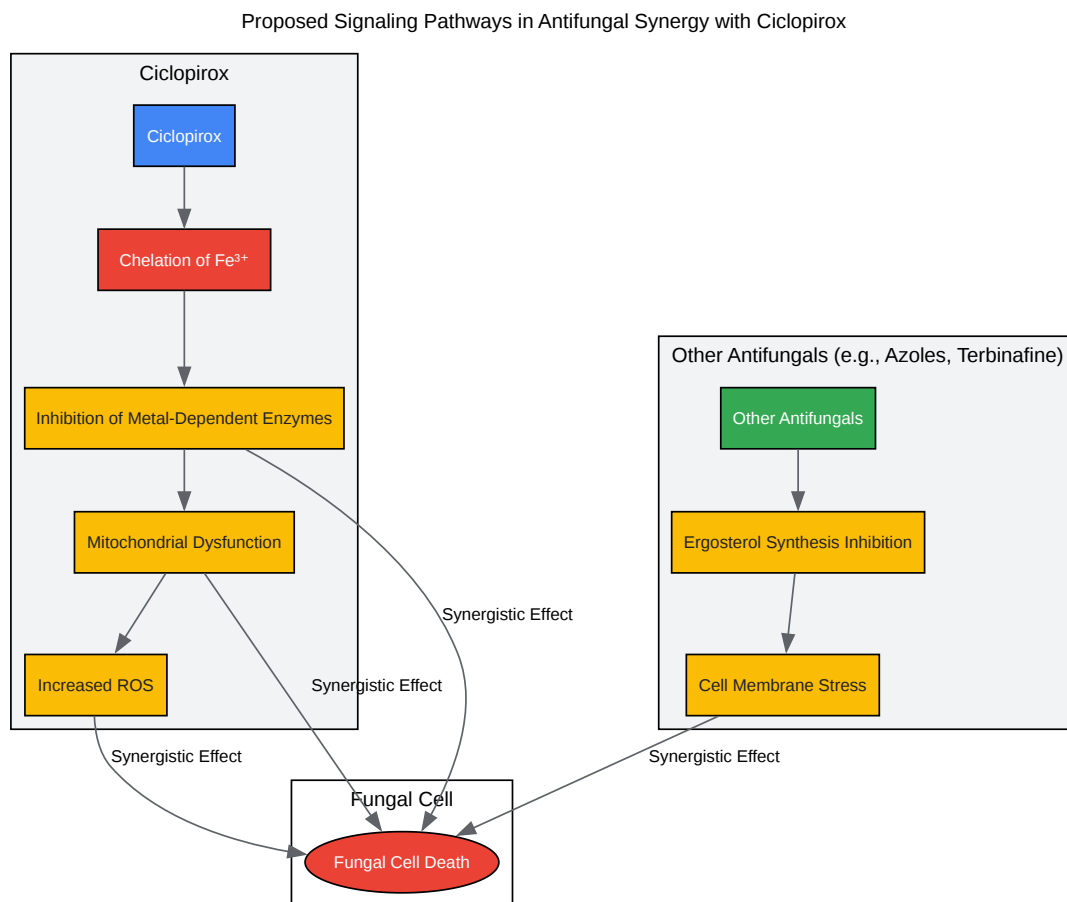 Proposed Signaling Pathways in Antifungal Synergy with Ciclopirox
Ciclopirox
Ciclopirox
Chelation of Fe³⁺
Inhibition of Metal-Dependent Enzymes
Mitochondrial Dysfunction
Increased ROS
Other Antifungals (e.g., Azoles, Terbinafine)
Other Antifungals
Ergosterol Synthesis Inhibition
Cell Membrane Stress
Synergistic Effect
Synergistic Effect
Synergistic Effect
Synergistic Effect
Fungal Cell
Fungal Cell Death